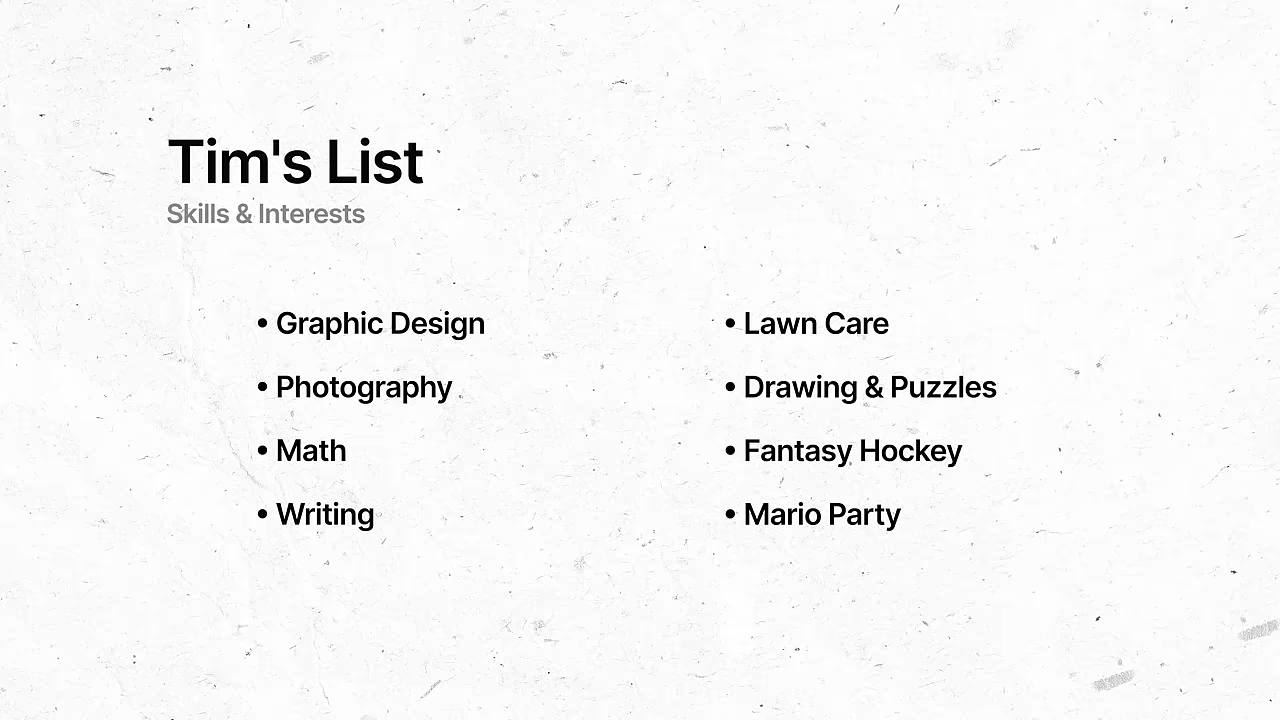 Tim's List
Skills & Interests
• Graphic Design
• Photography
• Math
• Writing
• Lawn Care
• Drawing & Puzzles
• Fantasy Hockey
• Mario Party